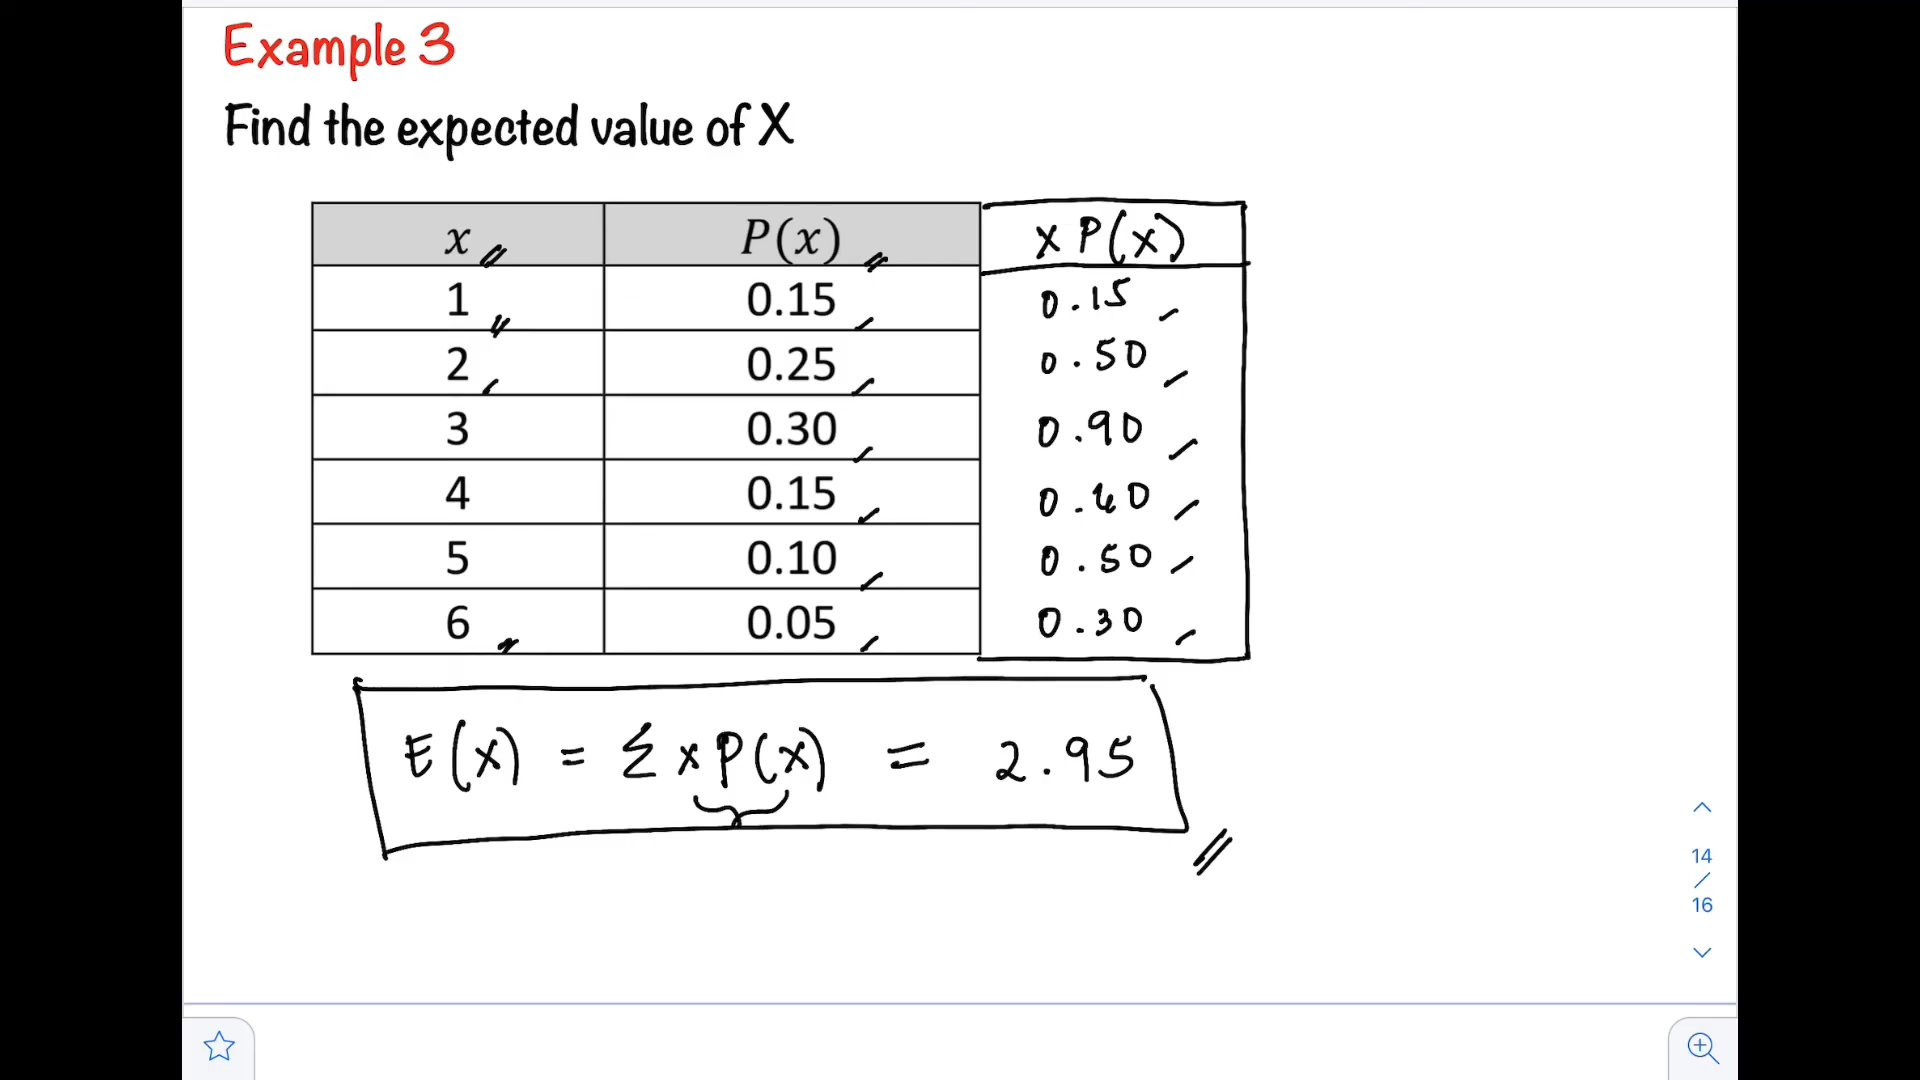 Example 3
Find the expected value of X
x P(x) x P(x)
1 0.15 0.15
2 0.25 0.50
3 0.30 0.90
4 0.15 0.60
5 0.10 0.50
6 0.05 0.30
E(x) = Σ x P(x) = 2.95
14
/
16